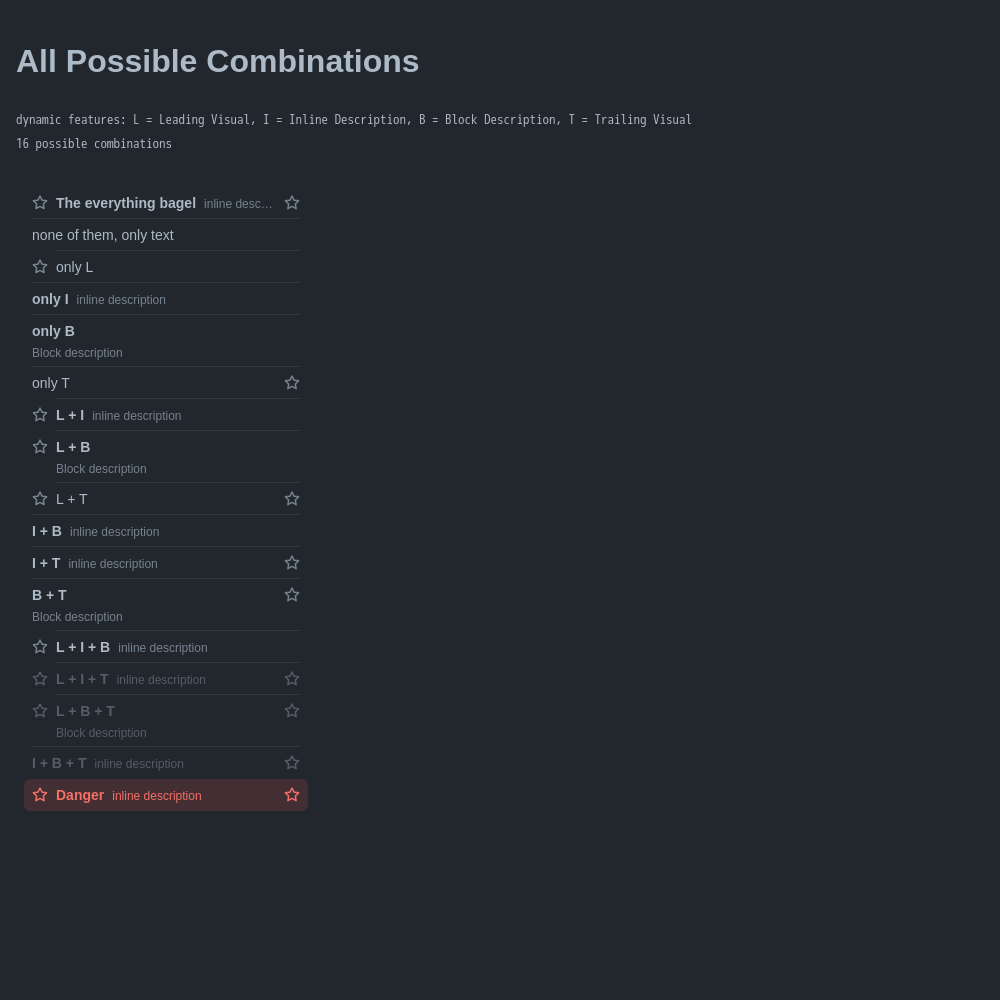 All Possible Combinations
dynamic features: L = Leading Visual, I = Inline Description, B = Block Description, T = Trailing Visual
16 possible combinations
The everything bagel inline desc…
none of them, only text
only L
only I inline description
only B
Block description
only T
L + I inline description
L + B
Block description
L + T
I + B inline description
I + T inline description
B + T
Block description
L + I + B inline description
L + I + T inline description
L + B + T
Block description
I + B + T inline description
Danger inline description